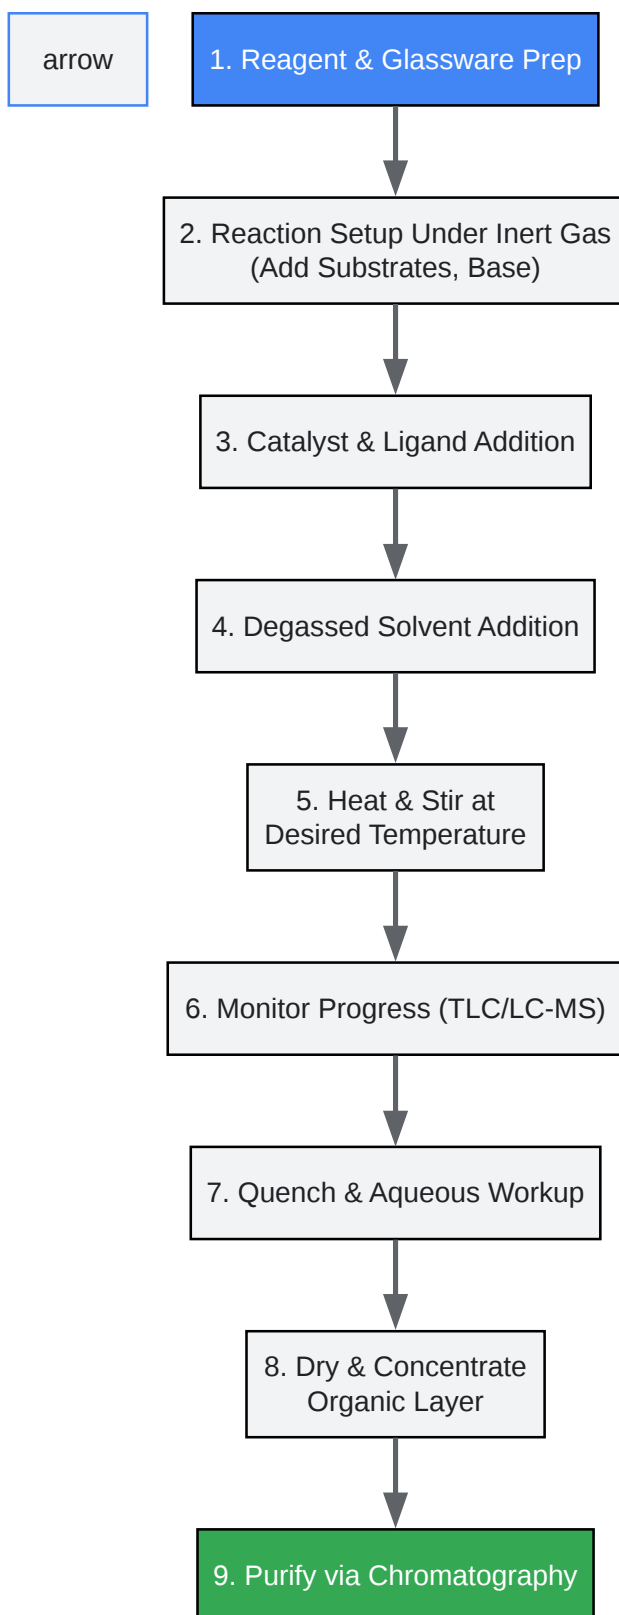 arrow
1. Reagent & Glassware Prep
2. Reaction Setup Under Inert Gas
(Add Substrates, Base)
3. Catalyst & Ligand Addition
4. Degassed Solvent Addition
5. Heat & Stir at
Desired Temperature
6. Monitor Progress (TLC/LC-MS)
7. Quench & Aqueous Workup
8. Dry & Concentrate
Organic Layer
9. Purify via Chromatography